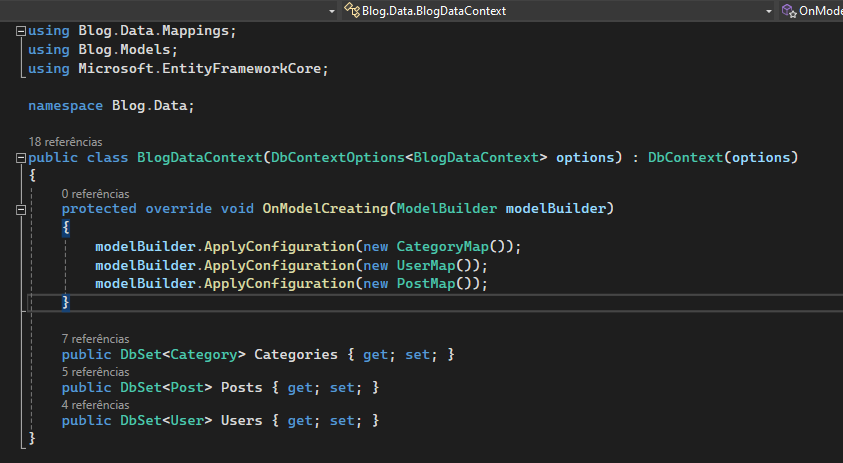 Blog.Data.BlogDataContext
OnMode
using Blog.Data.Mappings;
using Blog.Models;
using Microsoft.EntityFrameworkCore;
namespace Blog.Data;
18 referências
public class BlogDataContext(DbContextOptions<BlogDataContext> options) : DbContext(options)
{
0 referências
protected override void OnModelCreating(ModelBuilder modelBuilder)
{
modelBuilder.ApplyConfiguration(new CategoryMap());
modelBuilder.ApplyConfiguration(new UserMap());
modelBuilder.ApplyConfiguration(new PostMap());
}
7 referências
public DbSet<Category> Categories { get; set; }
5 referências
public DbSet<Post> Posts { get; set; }
4 referências
public DbSet<User> Users { get; set; }
}